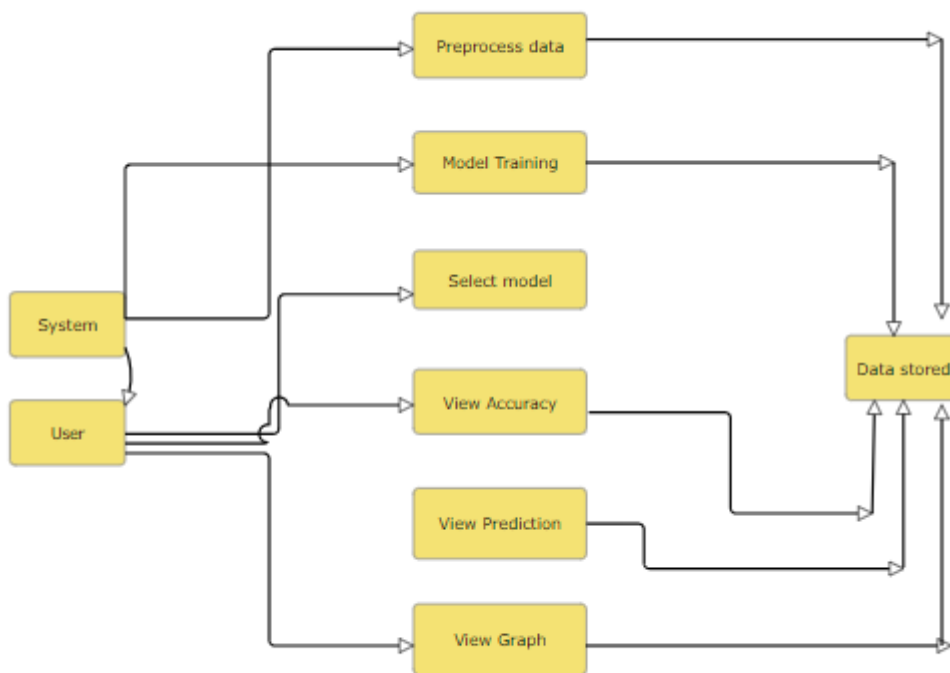 Preprocess data
Model Training
Select model
System
Data stored
View Accuracy
User
View Prediction
View Graph